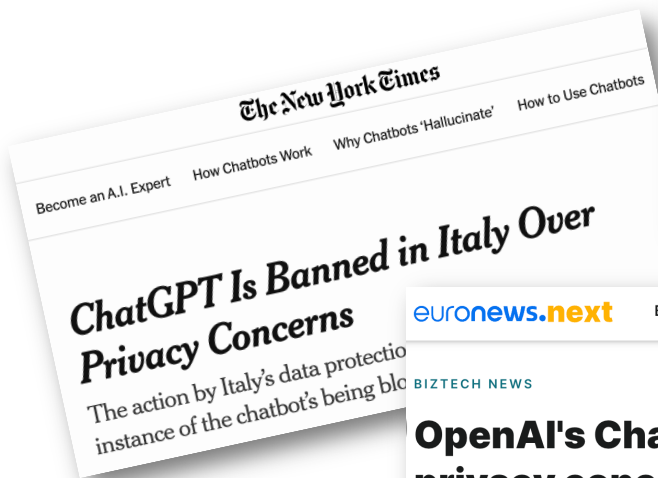 The New York Times
Become an A.I. Expert How Chatbots Work Why Chatbots ‘Hallucinate’ How to Use Chatbots
ChatGPT Is Banned in Italy Over
Privacy Concerns
The action by Italy’s data protectio
instance of the chatbot’s being blo
euronews.next
BIZTECH NEWS
OpenAI's Cha